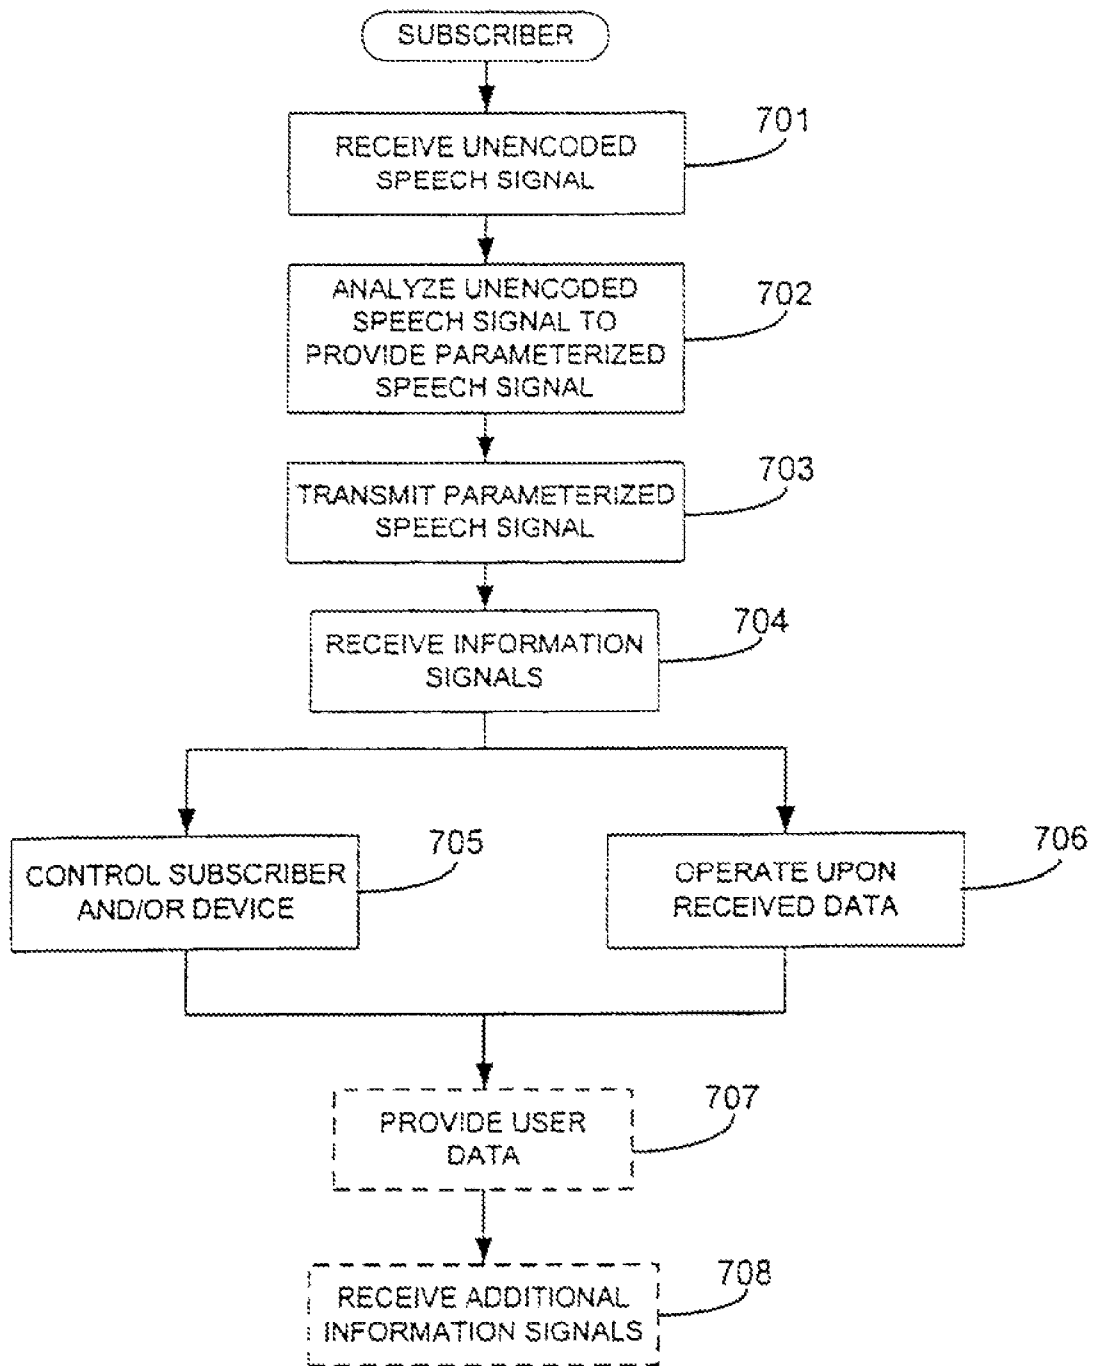 SUBSCRIBER
701
RECEIVE UNENCODED
SPEECH SIGNAL
702
ANALYZE UNENCODED
SPEECH SIGNAL TO
PROVIDE PARAMETERIZED
SPEECH SIGNAL
703
TRANSMIT PARAMETERIZED
SPEECH SIGNAL
704
RECEIVE INFORMATION
SIGNALS
705
CONTROL SUBSCRIBER
AND/OR DEVICE
706
OPERATE UPON
RECEIVED DATA
707
PROVIDE USER
DATA
708
RECEIVE ADDITIONAL
INFORMATION SIGNALS